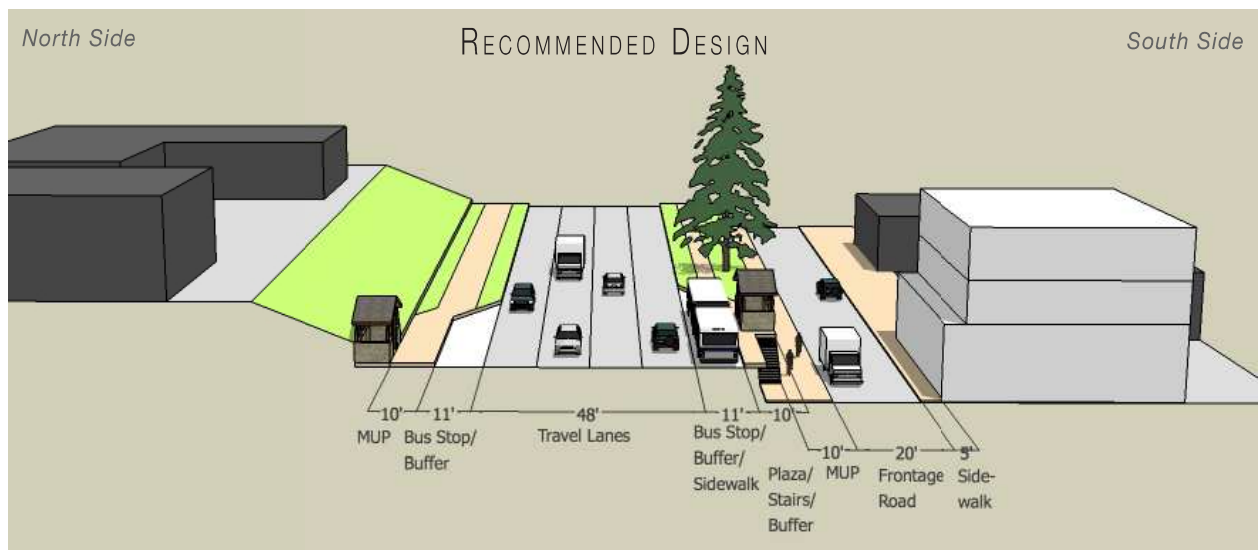 North Side
RECOMMENDED DESIGN
South Side
10'
11'
48'
11'
10'
MUP
Bus Stop/
Buffer
Travel Lanes
Bus Stop/
Buffer/
Sidewalk
10'
20'
5'
Plaza/
Stairs/
Buffer
MUP
Frontage
Road
Side-
walk